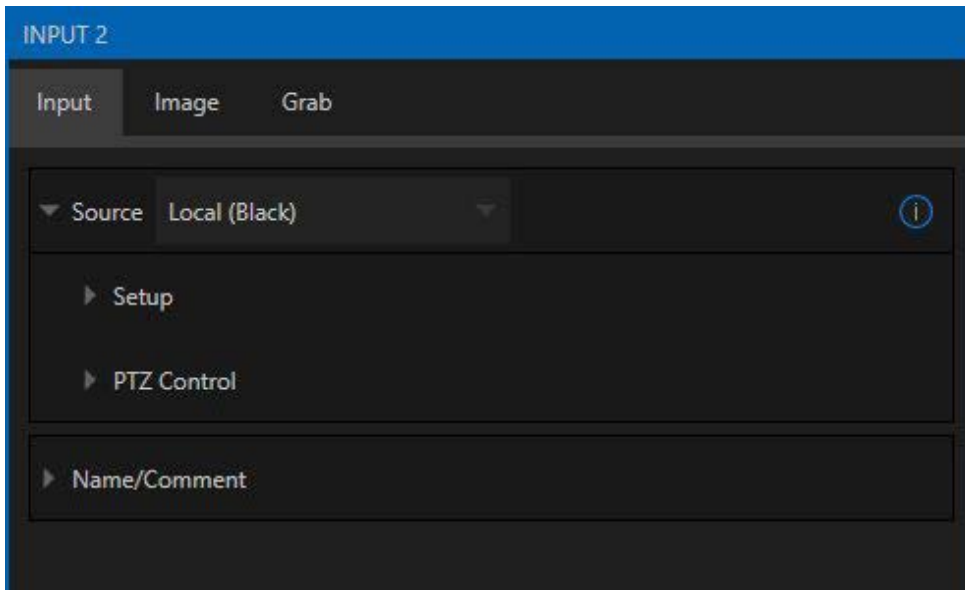 INPUT 2
Input Image Grab
Source Local (Black)
Setup
PTZ Control
Name/Comment